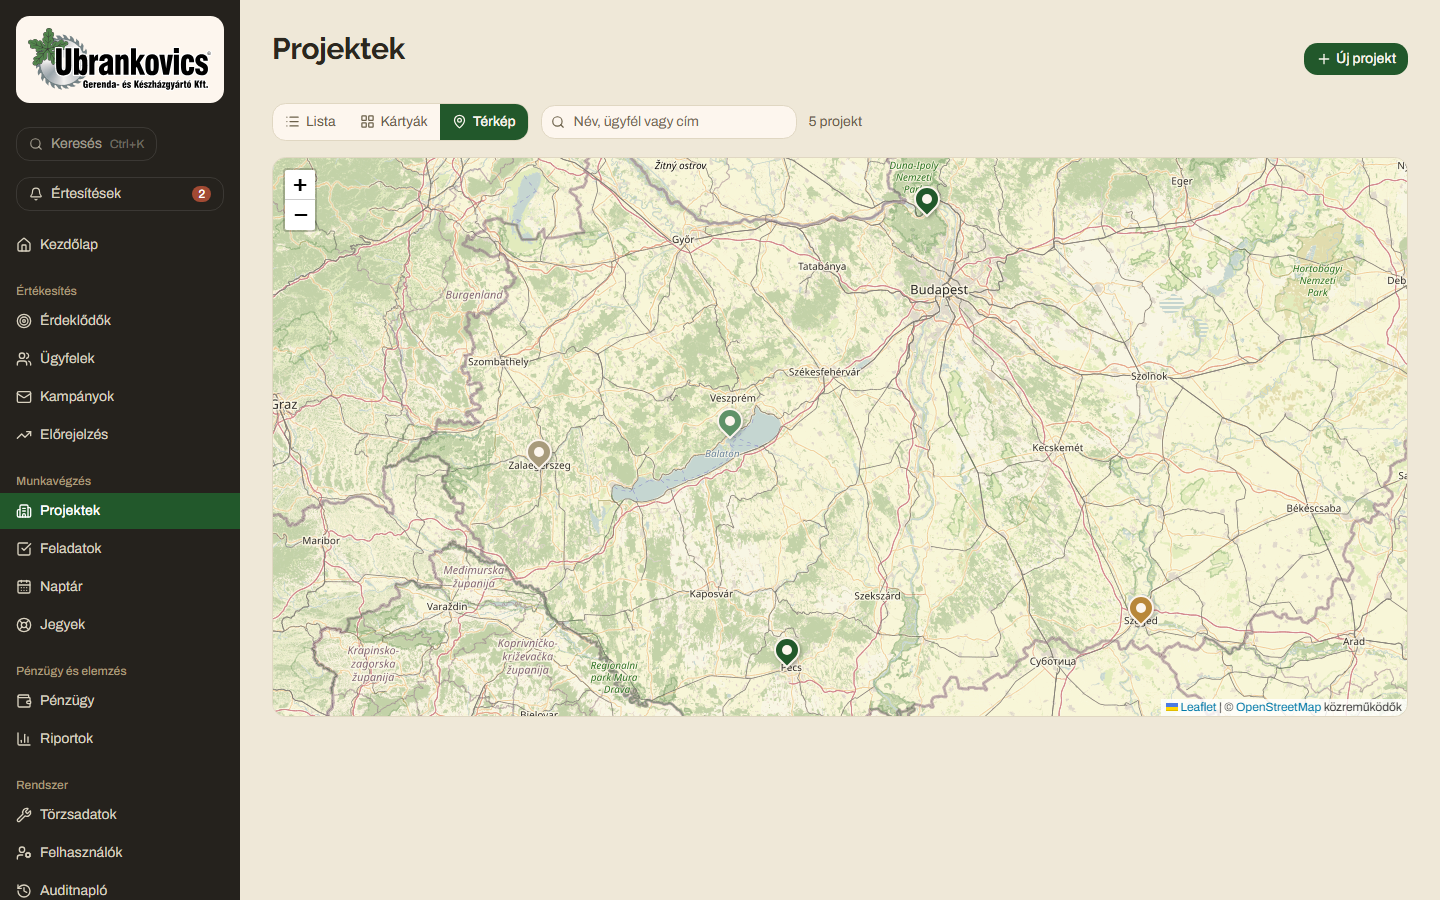 Ubrankovics®
Gerenda- és Készházgyártó Kft.
Keresés Ctrl+K
Értesítések 2
Kezdőlap
Értékesítés
Érdeklődők
Ügyfelek
Kampányok
Előrejelzés
Munkavégzés
Projektek
Feladatok
Naptár
Jegyek
Pénzügy és elemzés
Pénzügy
Riportok
Rendszer
Törzsadatok
Felhasználók
Auditnapló
Projektek
Új projekt
Lista Kártyák Térkép Név, ügyfél vagy cím 5 projekt
+
−
Žitný ostrov
Duna-Ipoly
Nemzeti
Eger
Győr
Tatabánya
Hortobágyi
Nemzeti
Park
Budapest
Burgenland
Szombathely
Székesfehérvár
Szolnok
Graz
Veszprém
Balaton
Kecskemét
Zalaegerszeg
Békéscsaba
Maribor
Međimurska
županija
Kaposvár
Szekszárd
Varaždin
Szeged
Krapinsko-
zagorska
županija
Koprivničko-
križevačka
županija
Regionalni
park Mura
- Drava
Pécs
Суботица
Arad
Bjelovar
Leaflet | © OpenStreetMap közreműködők